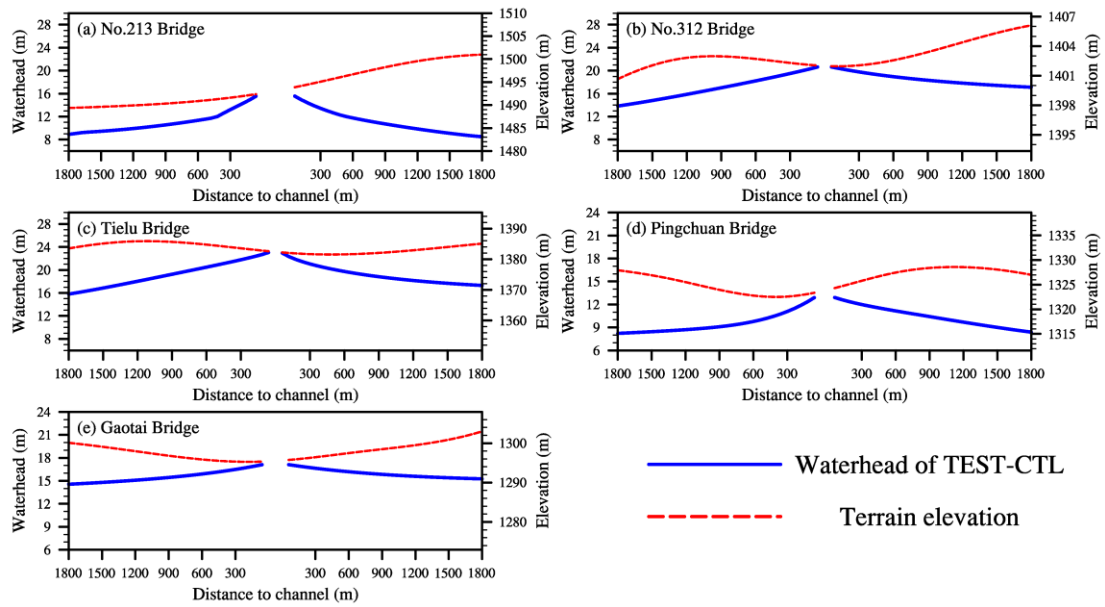 (a) No.213 Bridge
Waterhead (m)
28
24
20
16
12
8
1510
1505
1500
1495
1490
1485
1480
Elevation (m)
1800 1500 1200 900 600 300 300 600 900 1200 1500 1800
Distance to channel (m)
(b) No.312 Bridge
Waterhead (m)
28
24
20
16
12
8
1407
1404
1401
1398
1395
Elevation (m)
1800 1500 1200 900 600 300 300 600 900 1200 1500 1800
Distance to channel (m)
(c) Tielu Bridge
Waterhead (m)
28
24
20
16
12
8
1390
1380
1370
1360
Elevation (m)
1800 1500 1200 900 600 300 300 600 900 1200 1500 1800
Distance to channel (m)
(d) Pingchuan Bridge
Waterhead (m)
24
21
18
15
12
9
6
1335
1330
1325
1320
1315
Elevation (m)
1800 1500 1200 900 600 300 300 600 900 1200 1500 1800
Distance to channel (m)
(e) Gaotai Bridge
Waterhead (m)
24
21
18
15
12
9
6
1300
1290
1280
Elevation (m)
1800 1500 1200 900 600 300 300 600 900 1200 1500 1800
Distance to channel (m)
Waterhead of TEST-CTL
Terrain elevation